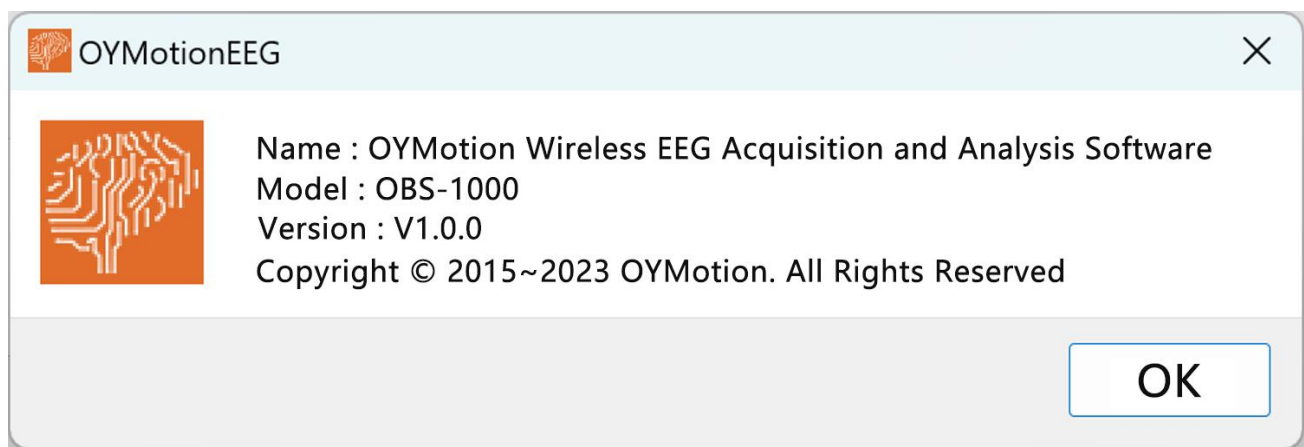 OYMotionEEG
Name : OYMotion Wireless EEG Acquisition and Analysis Software
Model : OBS-1000
Version : V1.0.0
Copyright © 2015~2023 OYMotion. All Rights Reserved
OK